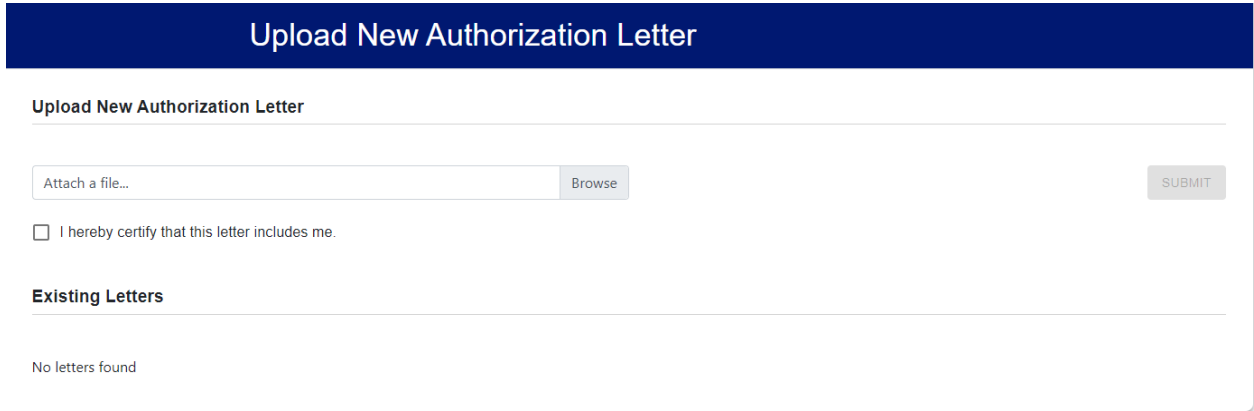 Upload New Authorization Letter
Upload New Authorization Letter
Attach a file...
Browse
SUBMIT
I hereby certify that this letter includes me.
Existing Letters
No letters found